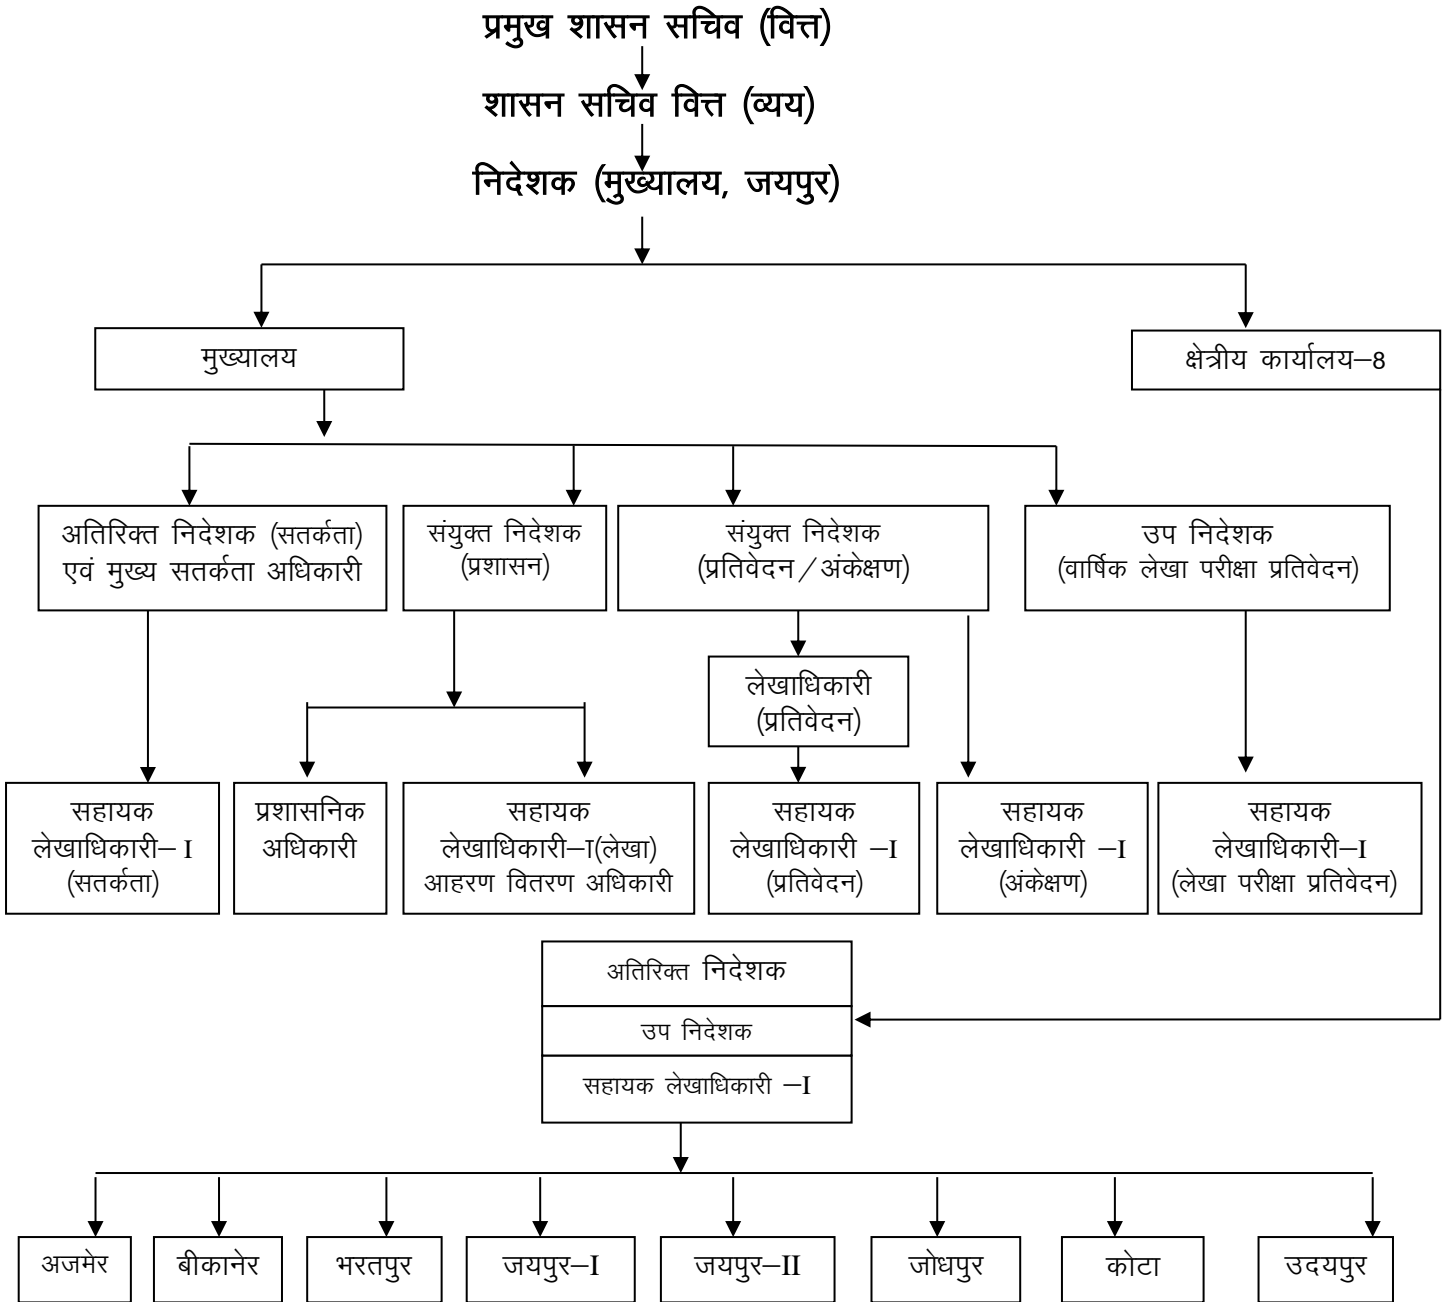 प्रमुख शासन सचिव (वित्त)
शासन सचिव वित्त (व्यय)
निदेशक (मुख्यालय, जयपुर)
मुख्यालय
क्षेत्रीय कार्यालय–8
अतिरिक्त निदेशक (सतर्कता)
एवं मुख्य सतर्कता अधिकारी
संयुक्त निदेशक
(प्रशासन)
संयुक्त निदेशक
(प्रतिवेदन/अंकेक्षण)
उप निदेशक
(वार्षिक लेखा परीक्षा प्रतिवेदन)
लेखाधिकारी
(प्रतिवेदन)
सहायक
लेखाधिकारी– I
(सतर्कता)
प्रशासनिक
अधिकारी
सहायक
लेखाधिकारी–I(लेखा)
आहरण वितरण अधिकारी
सहायक
लेखाधिकारी –I
(प्रतिवेदन)
सहायक
लेखाधिकारी –I
(अंकेक्षण)
सहायक
लेखाधिकारी–I
(लेखा परीक्षा प्रतिवेदन)
अतिरिक्त निदेशक
उप निदेशक
सहायक लेखाधिकारी –I
अजमेर
बीकानेर
भरतपुर
जयपुर–I
जयपुर–II
जोधपुर
कोटा
उदयपुर